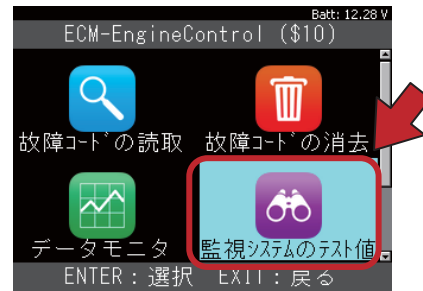 Batt: 12.28 V
ECM-EngineControl ($10)
故障ｺｰﾄﾞの読取 故障ｺｰﾄﾞの消去
データモニタ 監視ｼｽﾃﾑのﾃｽﾄ値
ENTER：選択 EXIT：戻る